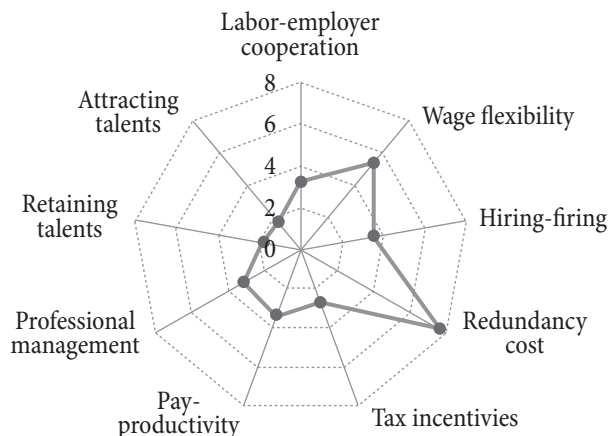 Labor-employer
cooperation
8
6
4
2
0
Wage flexibility
Hiring-firing
Redundancy
cost
Tax incentivies
Pay-
productivity
Professional
management
Retaining
talents
Attracting
talents